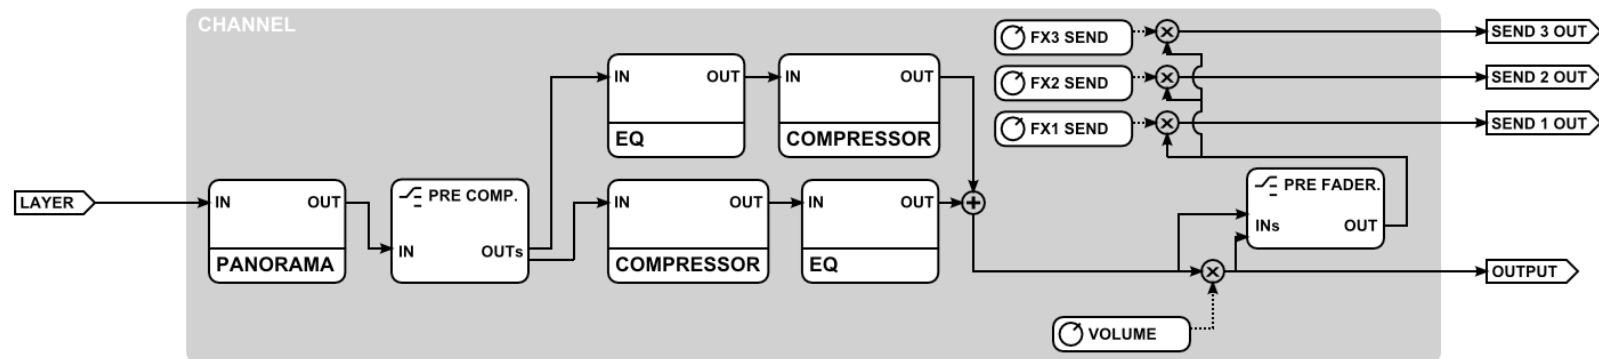 CHANNEL
FX3 SEND
SEND 3 OUT
IN OUT
EQ
IN OUT
COMPRESSOR
FX2 SEND
SEND 2 OUT
FX1 SEND
SEND 1 OUT
LAYER
IN OUT
PANORAMA
PRE COMP.
IN
OUTs
IN OUT
COMPRESSOR
IN OUT
EQ
PRE FADER.
INs
OUT
OUTPUT
VOLUME